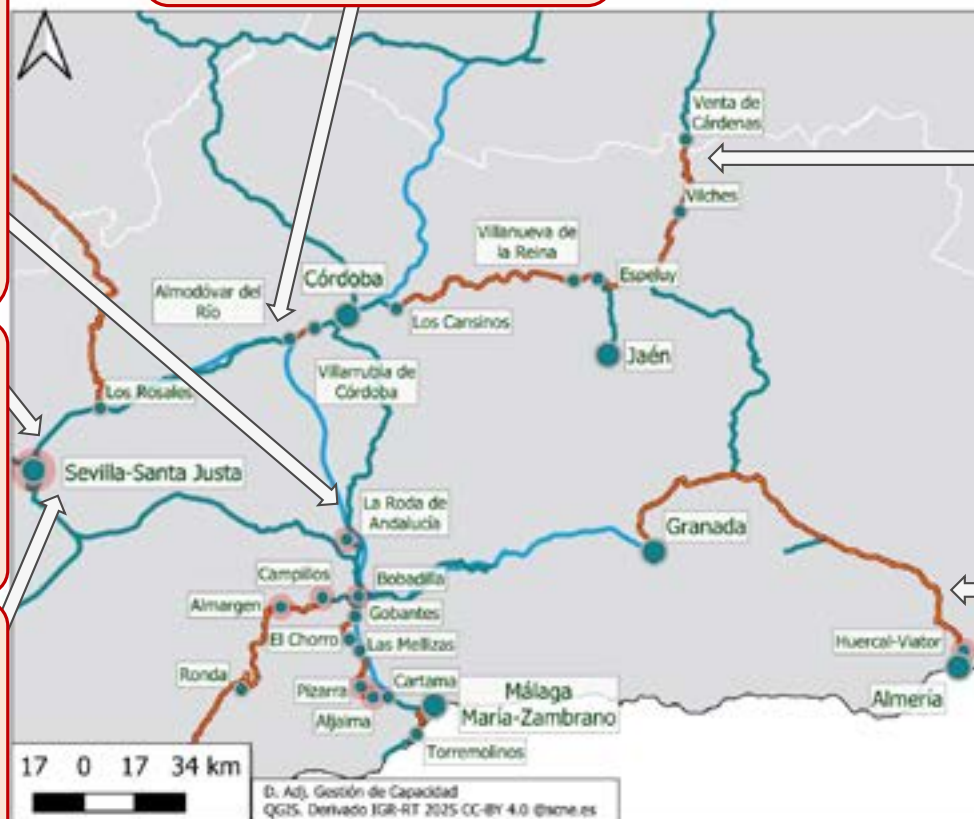 Venta de
Cárdenas
Vilches
Villanueva de
la Reina
Espeluy
Córdoba
Almodóvar del
Río
Los Cansinos
Jaén
Villarrubia de
Córdoba
Los Rosales
Sevilla-Santa Justa
La Roda de
Andalucía
Granada
Campillos
Bobadilla
Almargen
Gobantes
El Chorro
Las Mellizas
Huercal-Viator
Ronda
Pizarra
Cartama
Málaga
María-Zambrano
Almería
Aljaima
Torremolinos
17 0 17 34 km
D. Adj. Gestión de Capacidad
QGIS. Derivado IGR-RT 2025 CC-BY 4.0 @scne.es